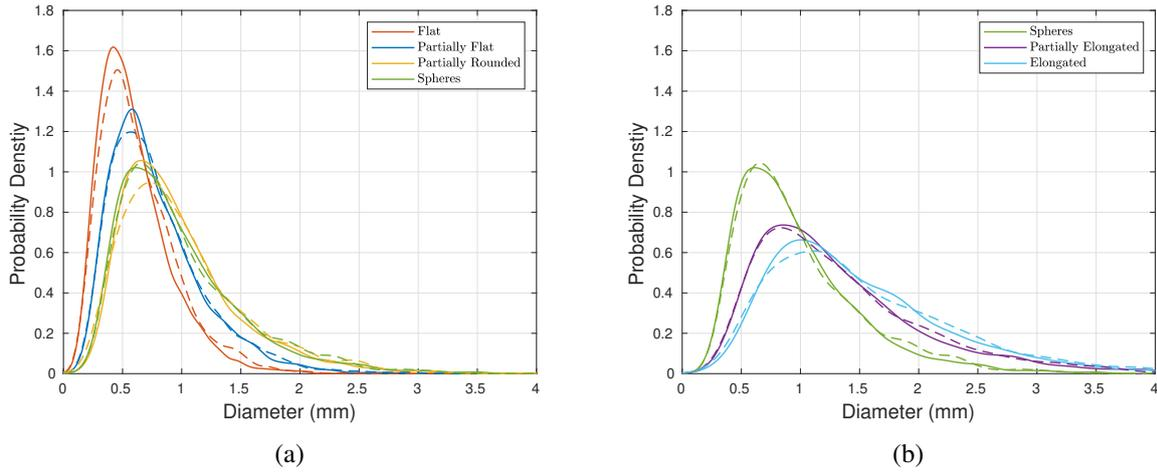 1.8
1.6
1.4
1.2
1
0.8
0.6
0.4
0.2
0
0 0.5 1 1.5 2 2.5 3 3.5 4
Probability Denstiy
Diameter (mm)
Flat
Partially Flat
Partially Rounded
Spheres
(a)
1.8
1.6
1.4
1.2
1
0.8
0.6
0.4
0.2
0
0 0.5 1 1.5 2 2.5 3 3.5 4
Probability Denstiy
Diameter (mm)
Spheres
Partially Elongated
Elongated
(b)